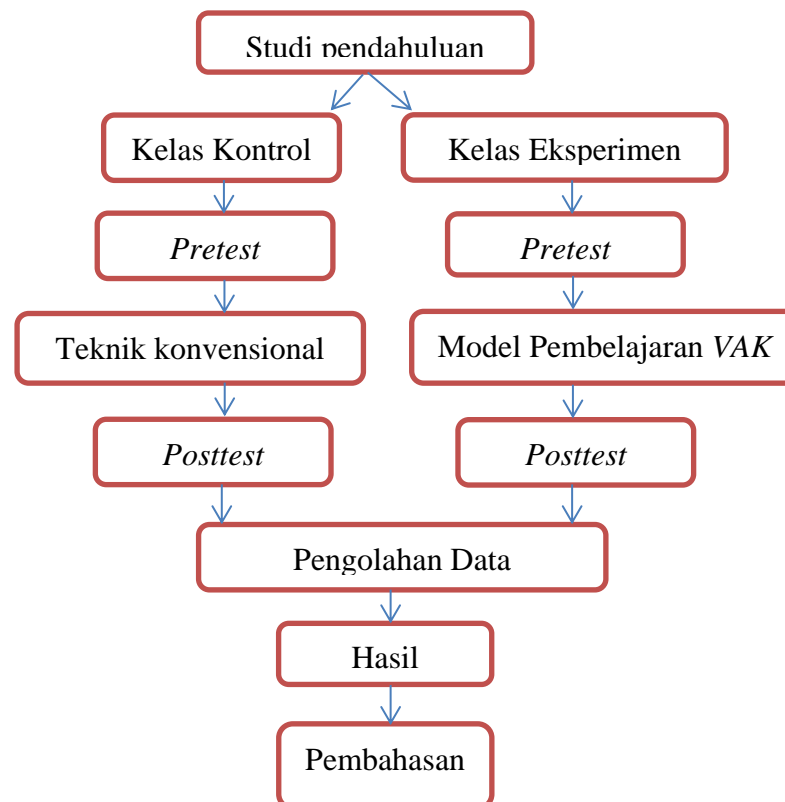 Studi pendahuluan
Kelas Kontrol
Kelas Eksperimen
Pretest
Pretest
Teknik konvensional
Model Pembelajaran VAK
Posttest
Posttest
Pengolahan Data
Hasil
Pembahasan